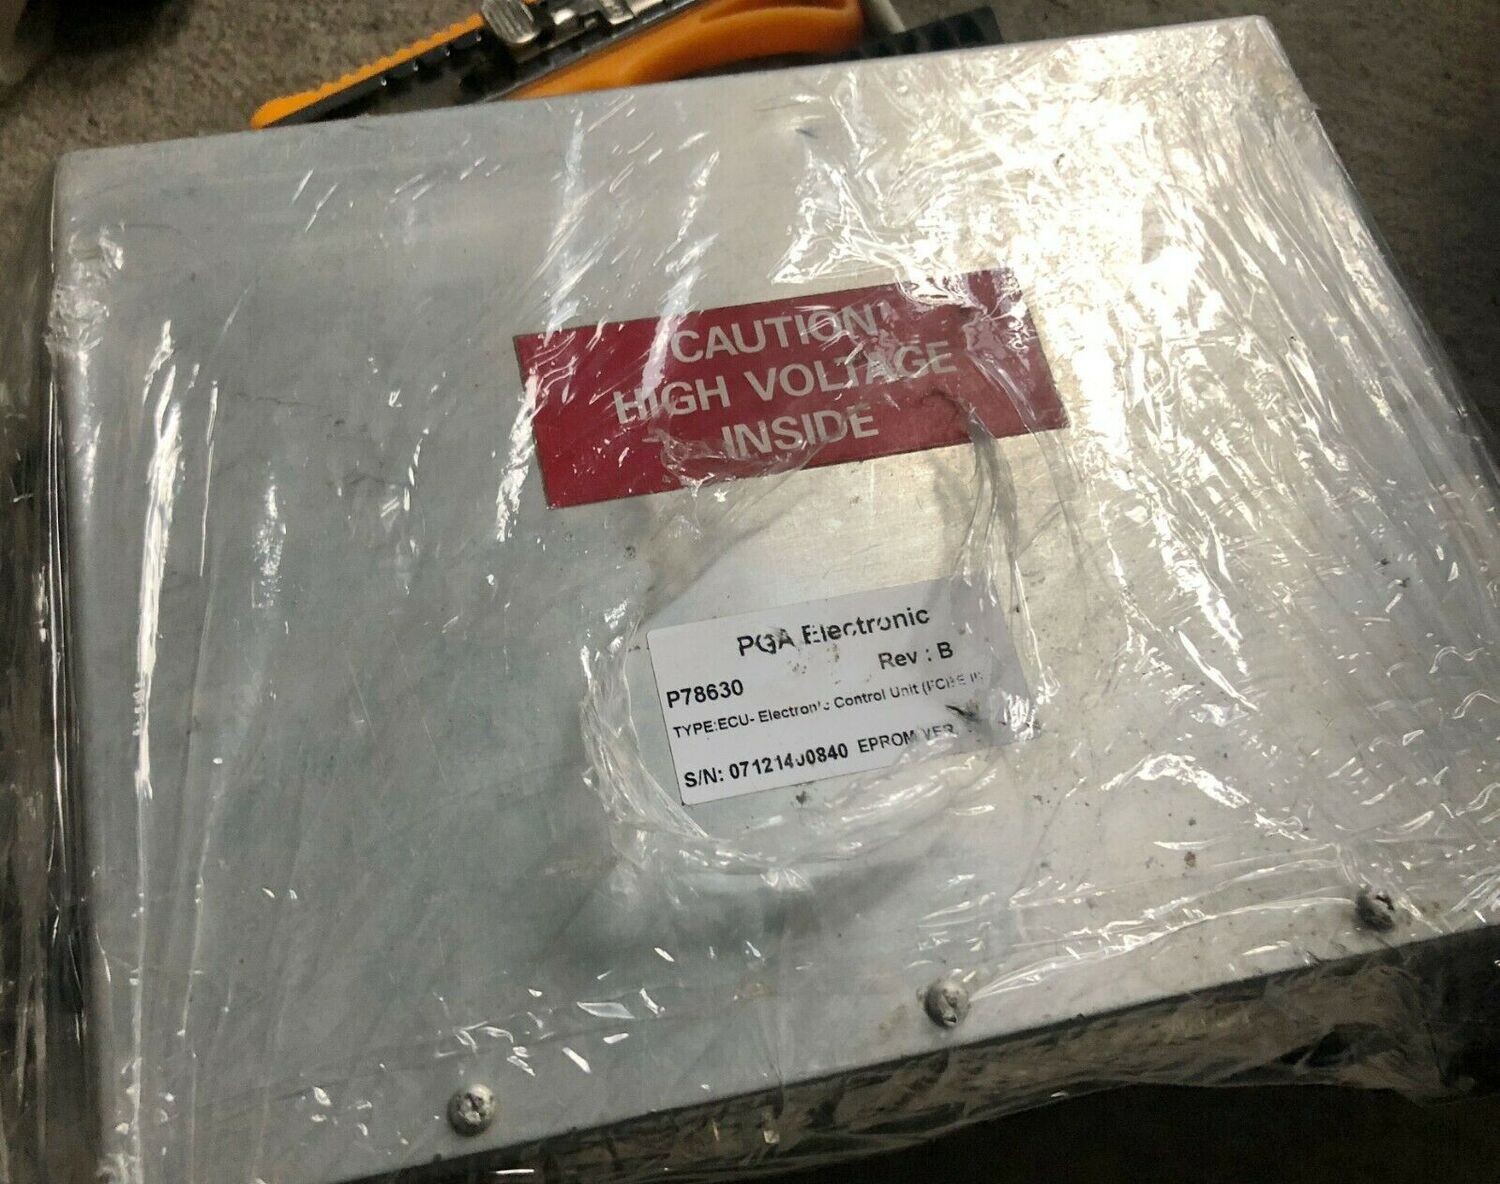 CAUTION!
HIGH VOLTAGE
INSIDE
PGA Electronic
Rev : B
P78630
TYPE:ECU- Electronic Control Unit
S/N: 07121400840 EPROM VER